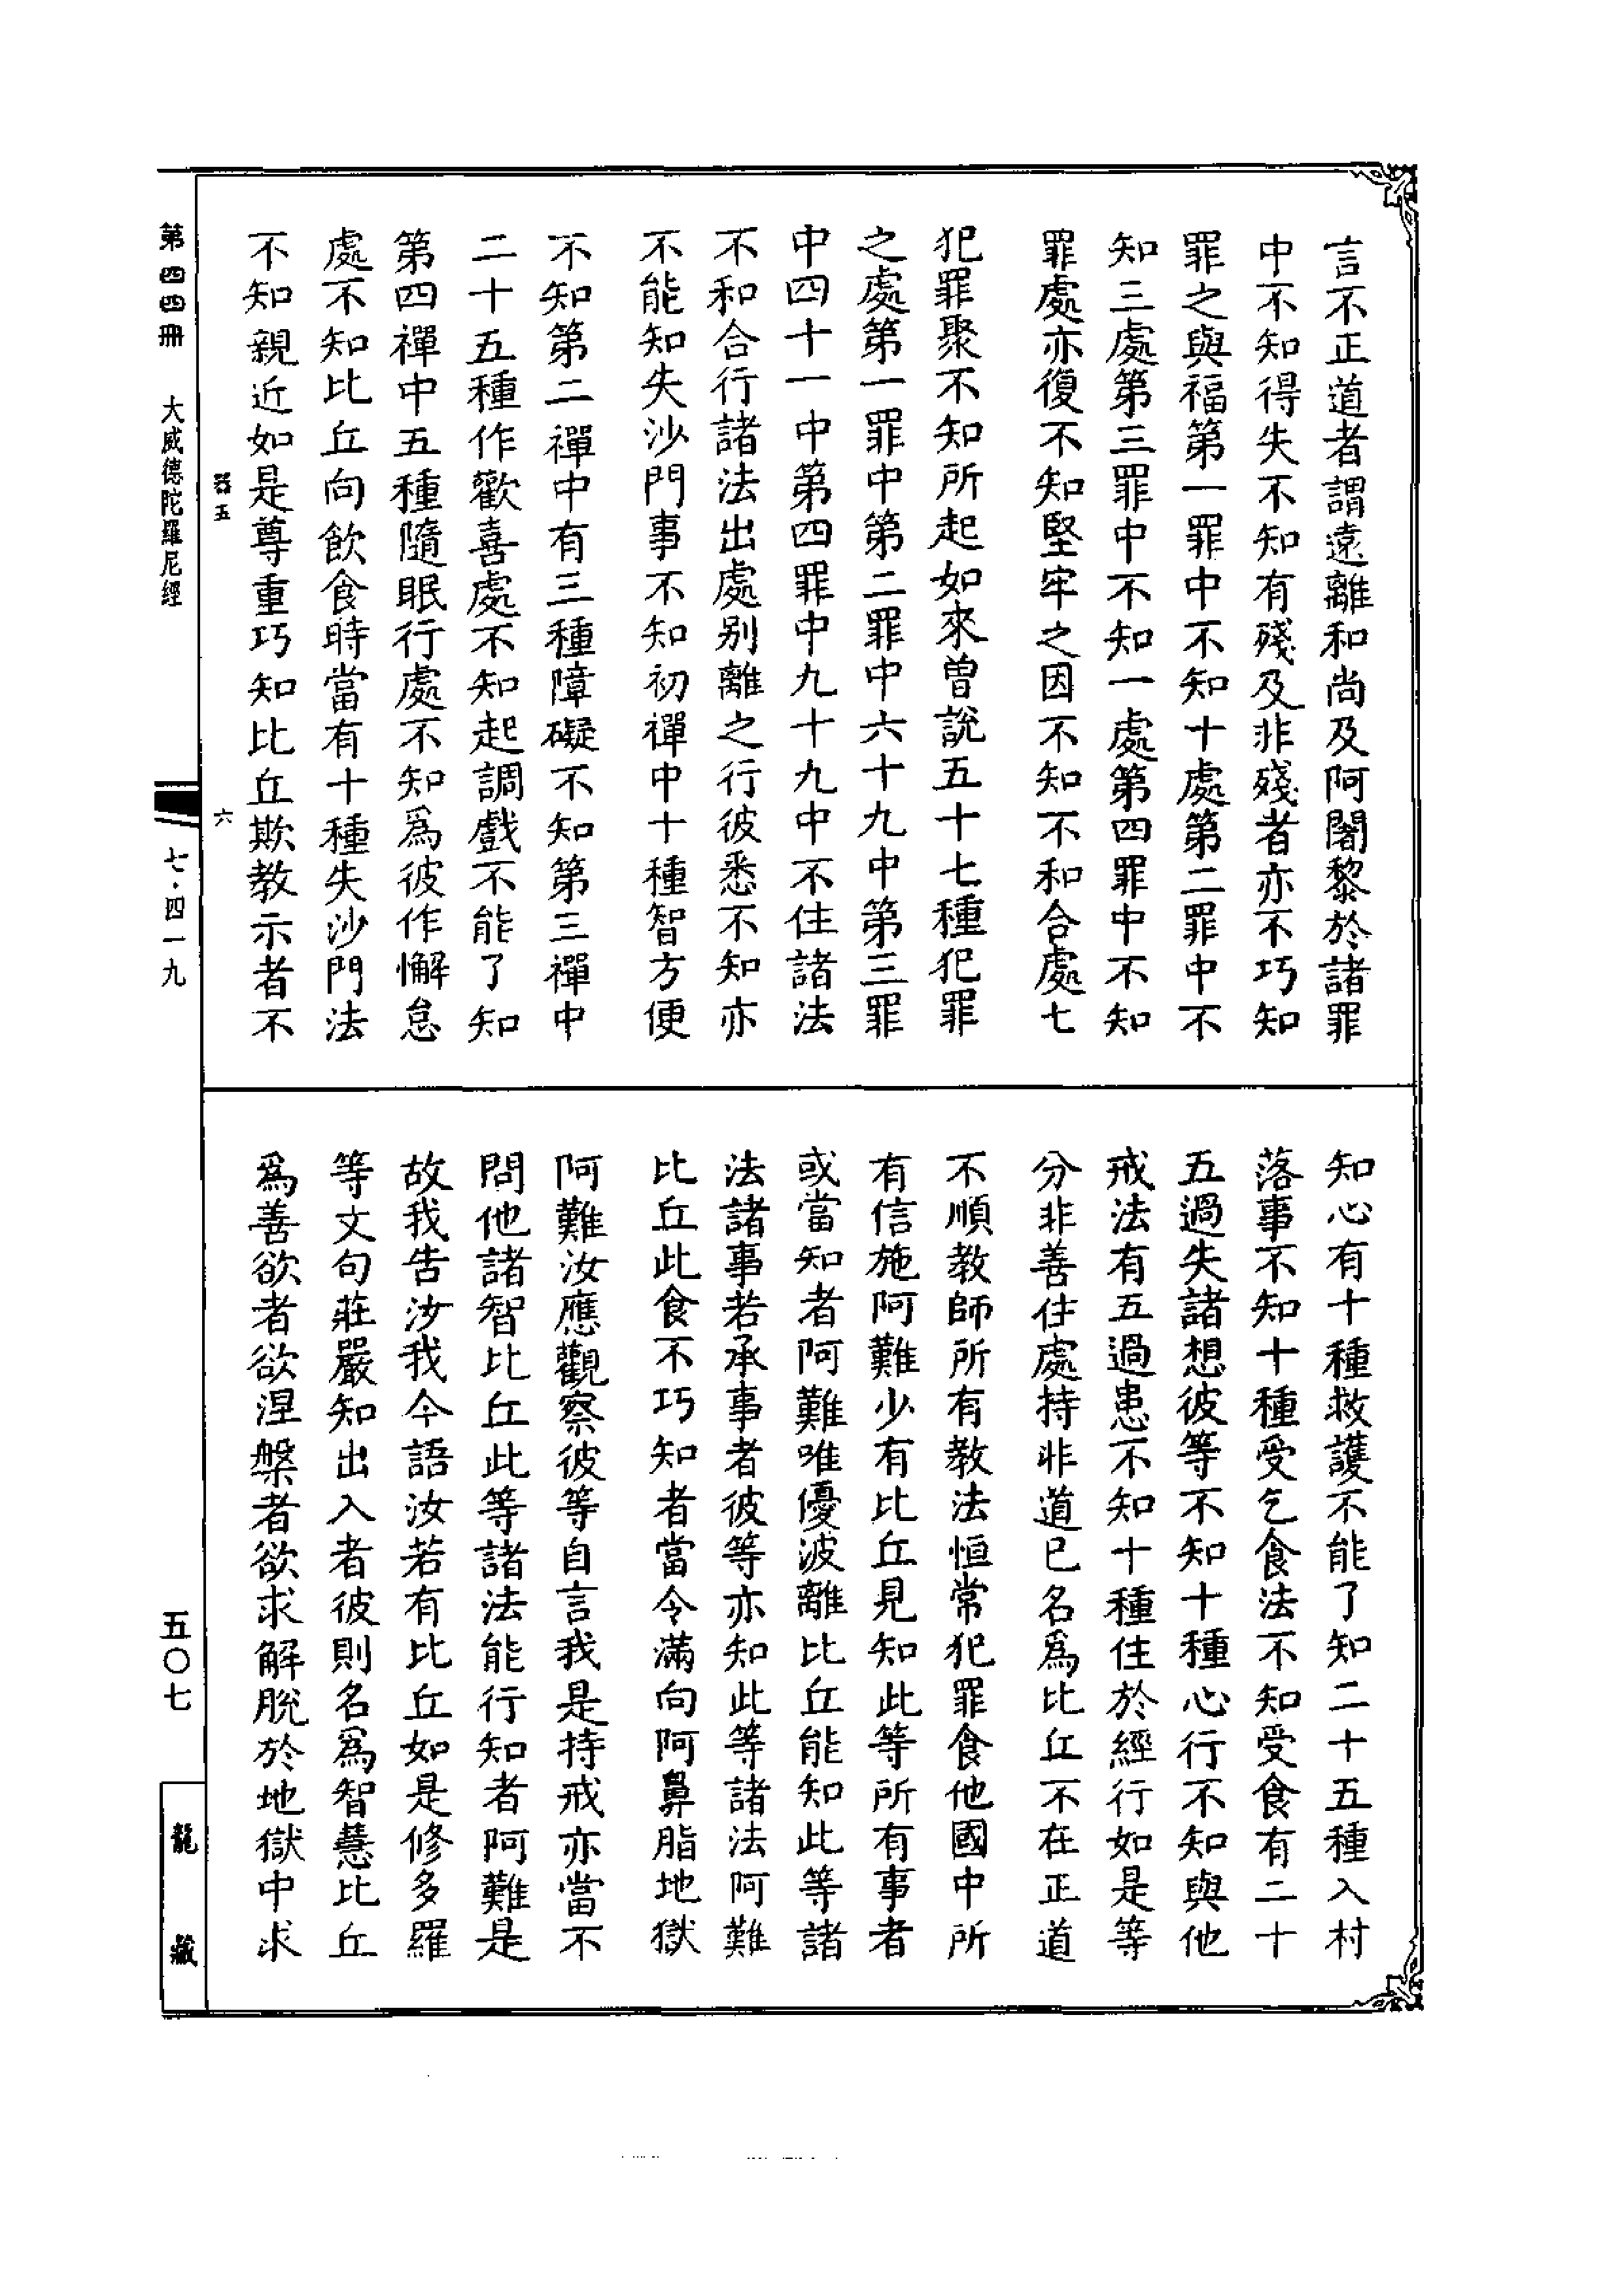 言不正道者謂遠離和尚及阿闍黎於諸罪
中不知得失不知有殘及非殘者亦不巧知
罪之與福第一罪中不知十處第二罪中不
知三處第三罪中不知一處第四罪中不知
罪處亦復不知堅牢之因不知不和合處七
犯罪聚不知所起如來曾說五十七種犯罪
之處第一罪中第二罪中六十九中第三罪
中四十一中第四罪中九十九中不住諸法
不和合行諸法出處別離之行彼悉不知亦
不能知失沙門事不知初禪中十種智方便
不知第二禪中有三種障礙不知第三禪中
二十五種作歡喜處不知起調戲不能了知
第四禪中五種隨眠行處不知為彼作懈怠
處不知比丘向飲食時當有十種失沙門法
不知親近如是尊重巧知比丘欺教示者不
知心有十種救護不能了知二十五種入村
落事不知十種受乞食法不知受食有二十
五過失諸想彼等不知十種心行不知與他
戒法有五過患不知十種住於經行如是等
分非善住處持非道已名為比丘不在正道
不順教師所有教法恒常犯罪食他國中所
有信施阿難少有比丘見知此等所有事者
或當知者阿難唯優波離比丘能知此等諸
法諸事若承事者彼等亦知此等諸法阿難
比丘此食不巧知者當令滿向阿鼻脂地獄
阿難汝應觀察彼等自言我是持戒亦當不
問他諸智比丘此等諸法能行知者阿難是
故我告汝我今語汝若有比丘如是修多羅
等文句莊嚴知出入者彼則名為智慧比丘
為善欲者欲涅槃者欲求解脫於地獄中求
器五
六
第四四冊
大威德陀羅尼經
七·四一九
五〇七
龍藏